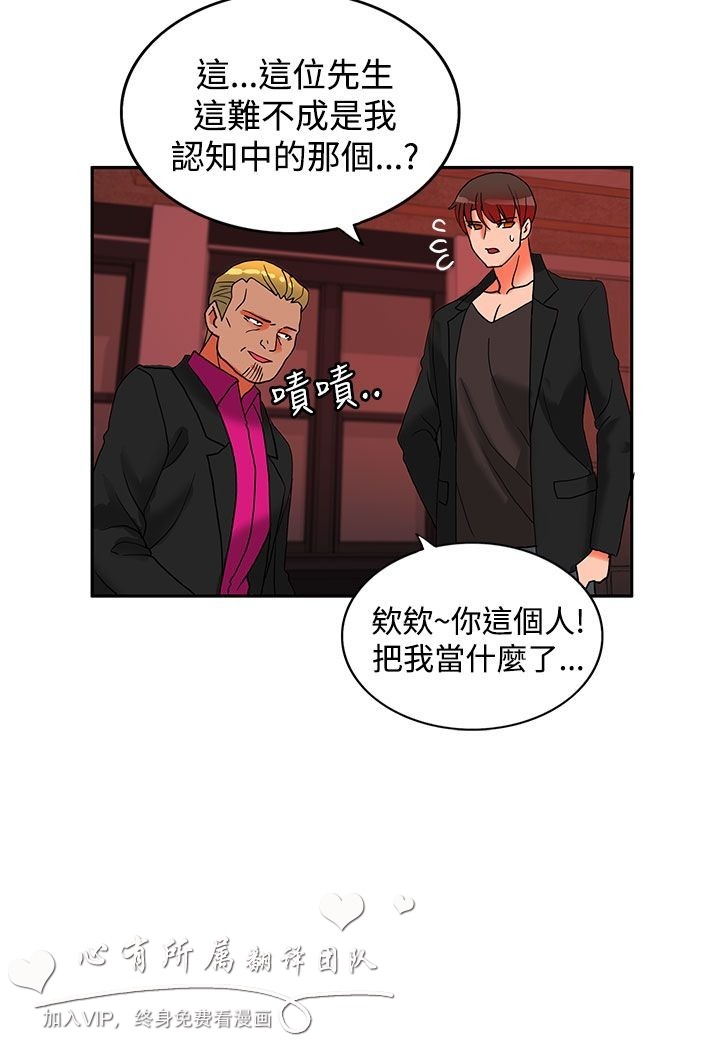 這...這位先生
這難不成是我
認知中的那個...?
嘖嘖..
欸欸~你這個人!
把我當什麼了...
心有所属翻译团队
加入VIP，终身免费看漫画